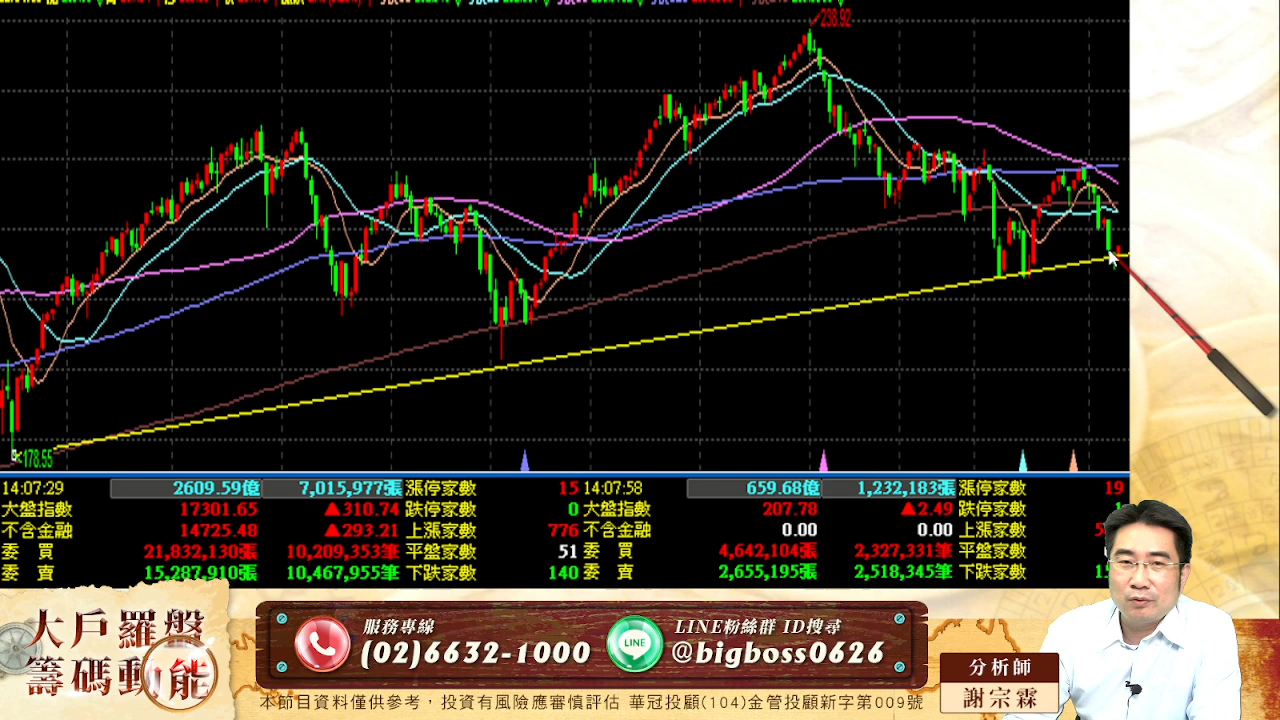 238.92
178.55
14:07:29 2609.59億 7,015,977張 漲停家數 15 14:07:58 659.68億 1,232,183張 漲停家數 19
大盤指數 17301.65 ▲310.74 跌停家數 0 大盤指數 207.78 ▲2.49 跌停家數
不含金融 14725.48 ▲293.21 上漲家數 776 不含金融 0.00 0.00 上漲家數
委 買 21,832,130張 10,209,353筆 平盤家數 51 委 買 4,642,104張 2,327,331筆 平盤家數
委 賣 15,287,910張 10,467,955筆 下跌家數 140 委 賣 2,655,195張 2,518,345筆 下跌家數
大戶羅盤
籌碼動能
服務專線
(02)6632-1000
LINE
LINE粉絲群 ID搜尋
@bigboss0626
分析師
謝宗霖
本節目資料僅供參考，投資有風險應審慎評估 華冠投顧(104)金管投顧新字第009號